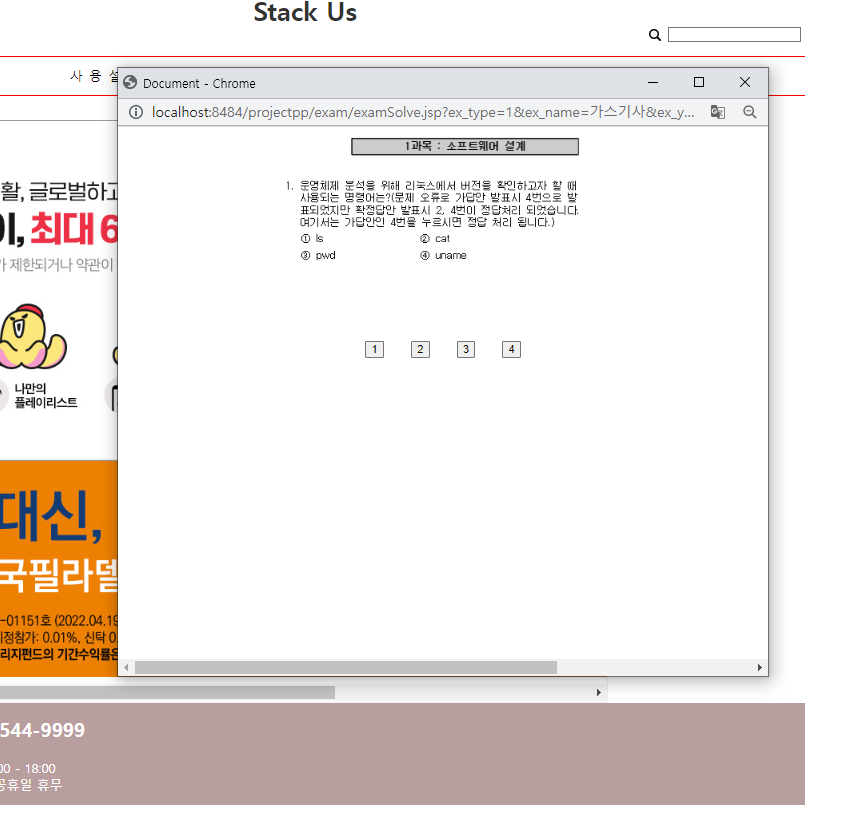 Stack Us
사 용 설
Document - Chrome
localhost:8484/projectpp/exam/examSolve.jsp?ex_type=1&ex_name=가스기사&ex_y...
1과목 : 소프트웨어 설계
1. 운영체제 분석을 위해 리눅스에서 버전을 확인하고자 할 때
사용되는 명령어는?(문제 오류로 가답안 발표시 4번으로 발
표되었지만 확정답안 발표시 2, 4번이 정답처리 되었습니다.
여기서는 가답안인 4번을 누르시면 정답 처리 됩니다.)
① ls ② cat
③ pwd ④ uname
1 2 3 4
활, 글로벌하고
이, 최대 6
가 제한되거나 약관이
나만의
플레이리스트
대신,
국필라델
-01151호 (2022.04.19
지정참가: 0.01%, 신탁 0.
리지펀드의 기간수익률은
544-9999
00 - 18:00
공휴일 휴무